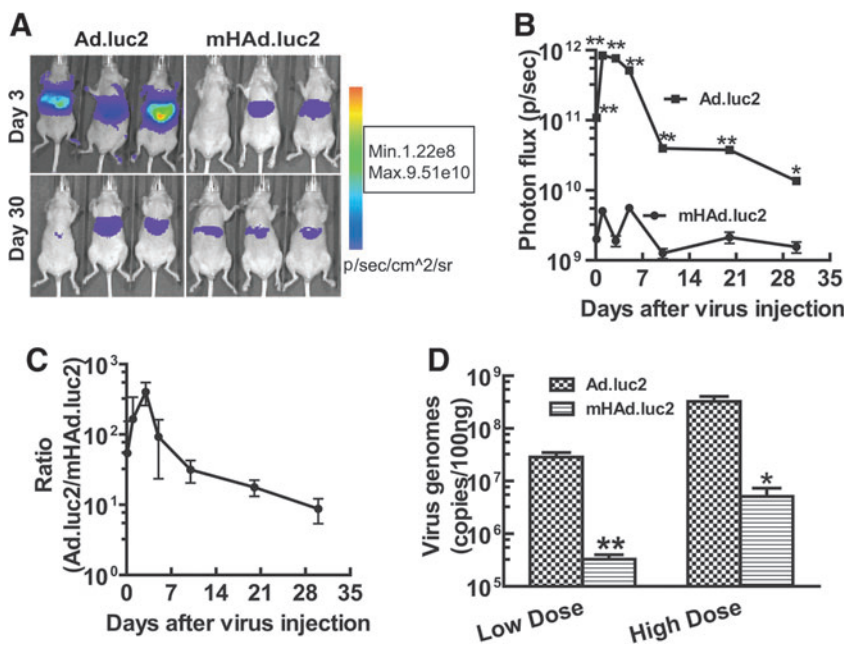 A
Ad.luc2
mHAd.luc2
Day 3
Day 30
Min.1.22e8
Max.9.51e10
p/sec/cm^2/sr
B
Photon flux (p/sec)
10^12
10^11
10^10
10^9
** ** **
**
** **
*
Ad.luc2
mHAd.luc2
0 7 14 21 28 35
Days after virus injection
C
Ratio
(Ad.luc2/mHAd.luc2)
10^3
10^2
10^1
10^0
0 7 14 21 28 35
Days after virus injection
D
Virus genomes
(copies/100ng)
10^9
10^8
10^7
10^6
10^5
Ad.luc2
mHAd.luc2
**
*
Low Dose
High Dose